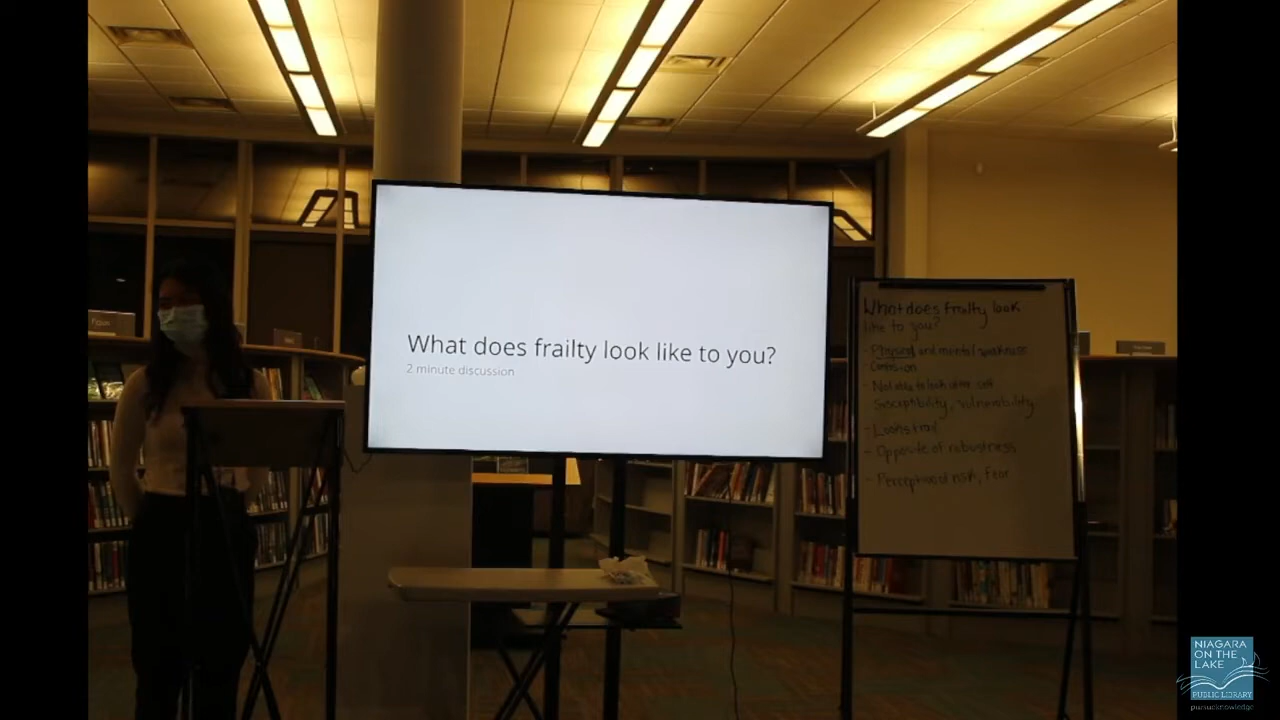 What does frailty look like to you?
2 minute discussion
What does frailty look
like to you?
- Physical and mental weakness
Confusion
- Not able to look after self
Susceptibility, vulnerability
- Looks frail
- Opposite of robustness
- Perception of risk, fear
Fiction
NIAGARA
ON THE
LAKE
PUBLIC LIBRARY